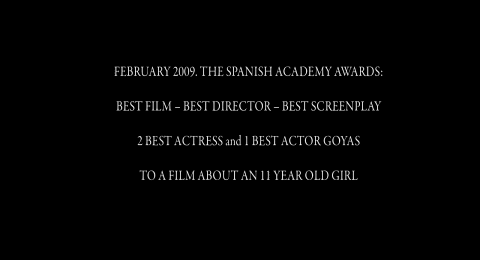 FEBRUARY 2009. THE SPANISH ACADEMY AWARDS:
BEST FILM – BEST DIRECTOR – BEST SCREENPLAY
2 BEST ACTRESS and 1 BEST ACTOR GOYAS
TO A FILM ABOUT AN 11 YEAR OLD GIRL